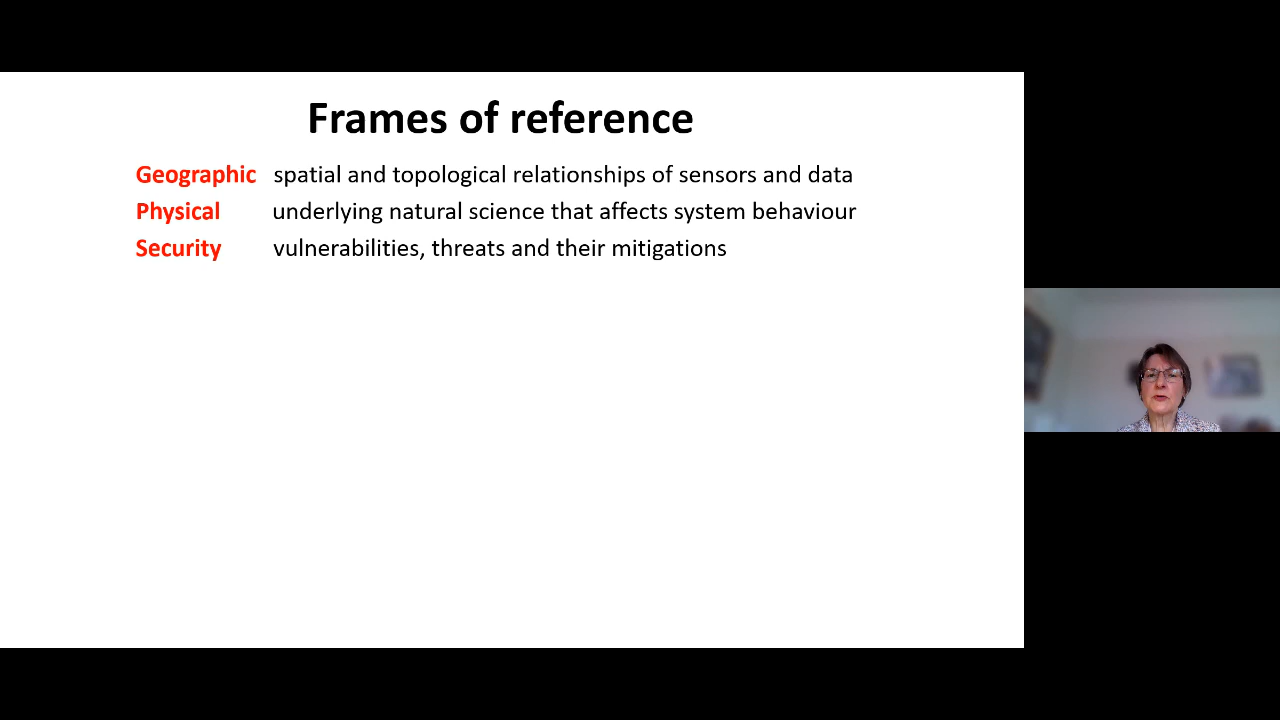 Frames of reference
Geographic spatial and topological relationships of sensors and data
Physical underlying natural science that affects system behaviour
Security vulnerabilities, threats and their mitigations